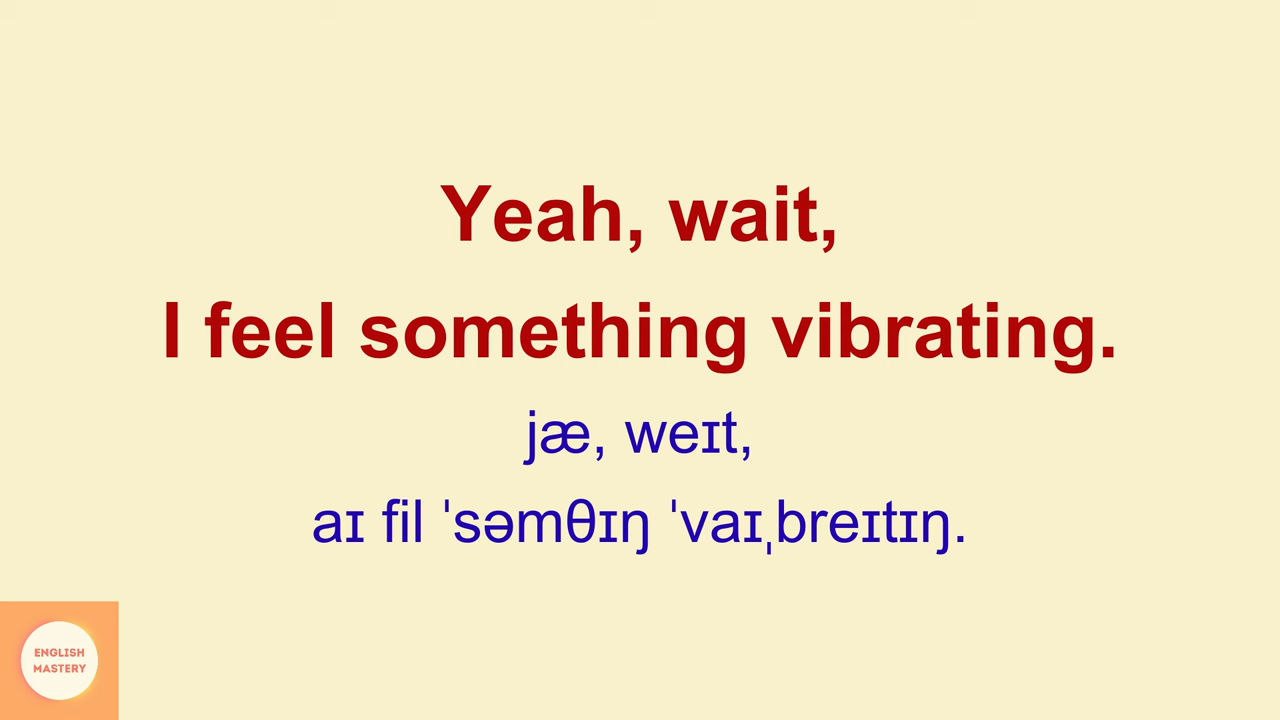 Yeah, wait,
I feel something vibrating.
jæ, weɪt,
aɪ fil ˈsəmθɪŋ ˈvaɪˌbreɪtɪŋ.
ENGLISH
MASTERY